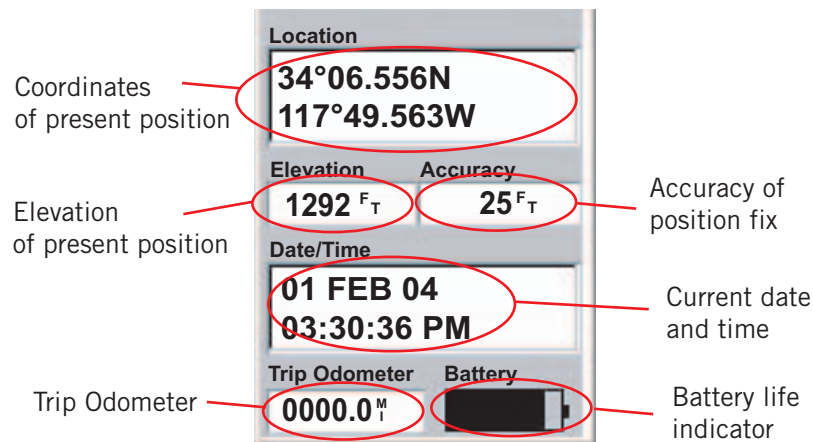 Location
34°06.556N
117°49.563W
Coordinates
of present position
Elevation Accuracy
1292 FT 25 FT
Elevation
of present position
Accuracy of
position fix
Date/Time
01 FEB 04
03:30:36 PM
Current date
and time
Trip Odometer Battery
0000.0 MI
Trip Odometer
Battery life
indicator